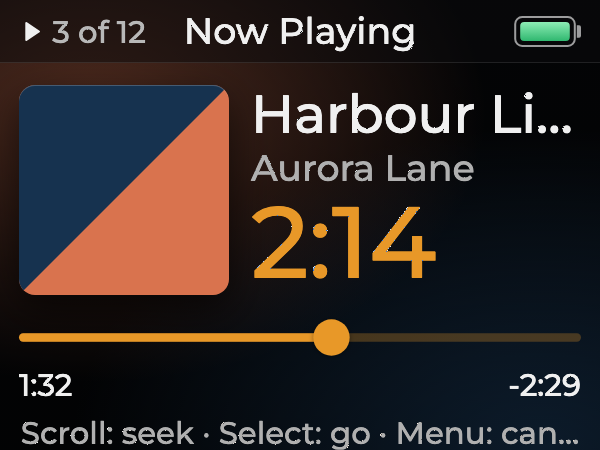 3 of 12 Now Playing
Harbour Li...
Aurora Lane
2:14
1:32 -2:29
Scroll: seek · Select: go · Menu: can...